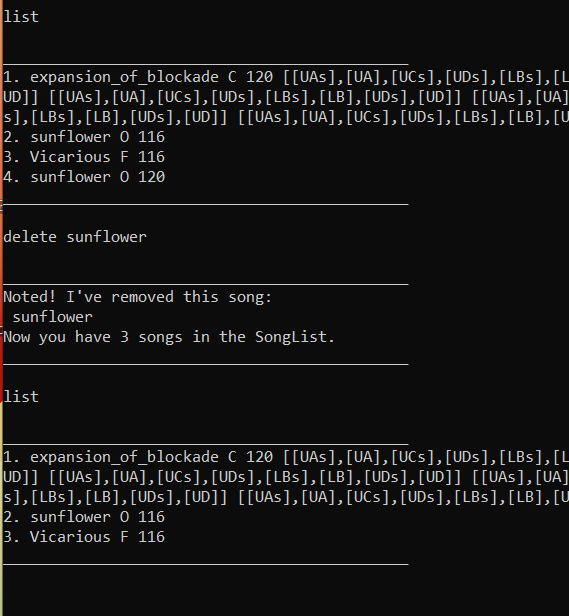 list
1. expansion_of_blockade C 120 [[UAs],[UA],[UCs],[UDs],[LBs],[L
UD]] [[UAs],[UA],[UCs],[UDs],[LBs],[LB],[UDs],[UD]] [[UAs],[UA]
s],[LBs],[LB],[UDs],[UD]] [[UAs],[UA],[UCs],[UDs],[LBs],[LB],[U
2. sunflower O 116
3. Vicarious F 116
4. sunflower O 120
delete sunflower
Noted! I've removed this song:
sunflower
Now you have 3 songs in the SongList.
list
1. expansion_of_blockade C 120 [[UAs],[UA],[UCs],[UDs],[LBs],[L
UD]] [[UAs],[UA],[UCs],[UDs],[LBs],[LB],[UDs],[UD]] [[UAs],[UA]
s],[LBs],[LB],[UDs],[UD]] [[UAs],[UA],[UCs],[UDs],[LBs],[LB],[U
2. sunflower O 116
3. Vicarious F 116